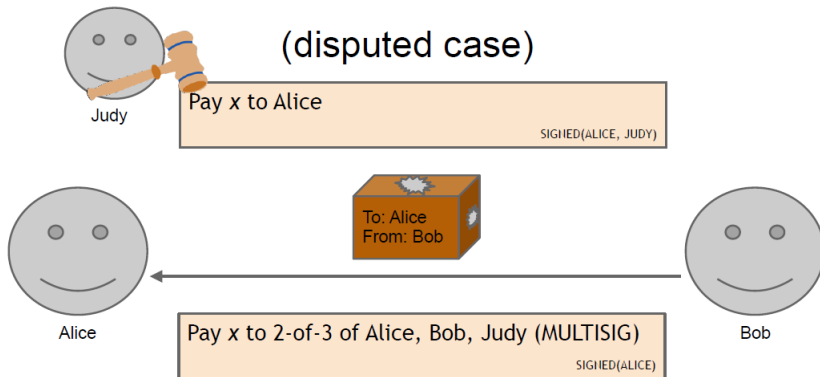 (disputed case)
Judy
Pay x to Alice
SIGNED(ALICE, JUDY)
To: Alice
From: Bob
Alice
Bob
Pay x to 2-of-3 of Alice, Bob, Judy (MULTISIG)
SIGNED(ALICE)